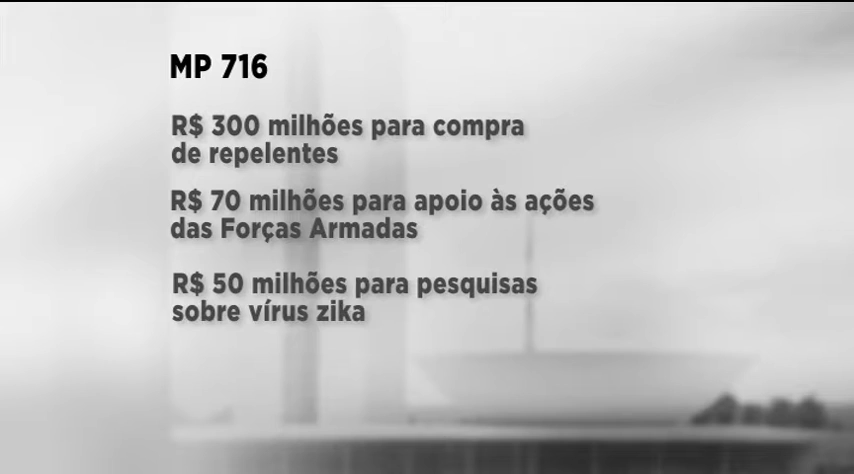 MP 716
R$ 300 milhões para compra
de repelentes
R$ 70 milhões para apoio às ações
das Forças Armadas
R$ 50 milhões para pesquisas
sobre vírus zika